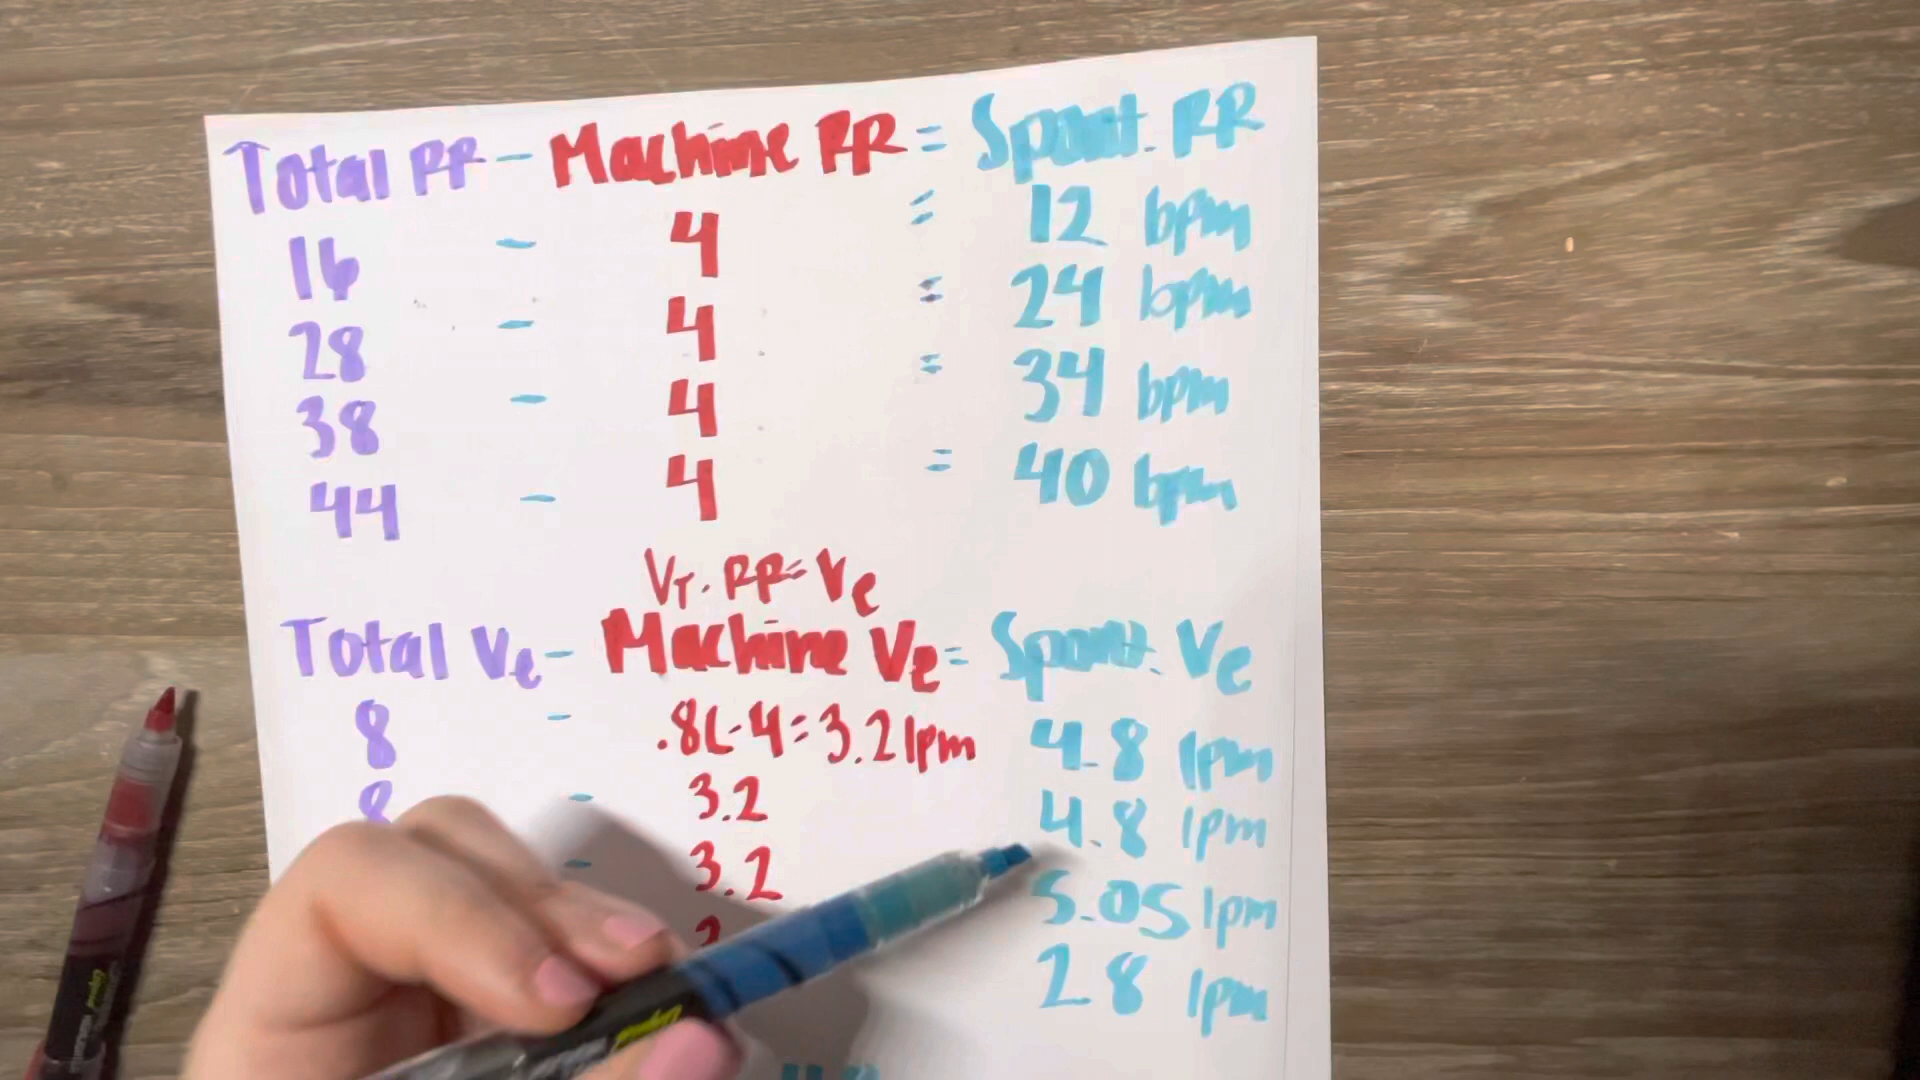 Total RR - Machine RR = Spont. RR
16 - 4 = 12 bpm
28 - 4 = 24 bpm
38 - 4 = 34 bpm
44 - 4 = 40 bpm
VT · RR = Ve
Total Ve - Machine Ve = Spont. Ve
8 - .8L · 4 = 3.2 lpm 4.8 lpm
8 - 3.2 4.8 lpm
- 3.2 5.05 lpm
2.8 lpm